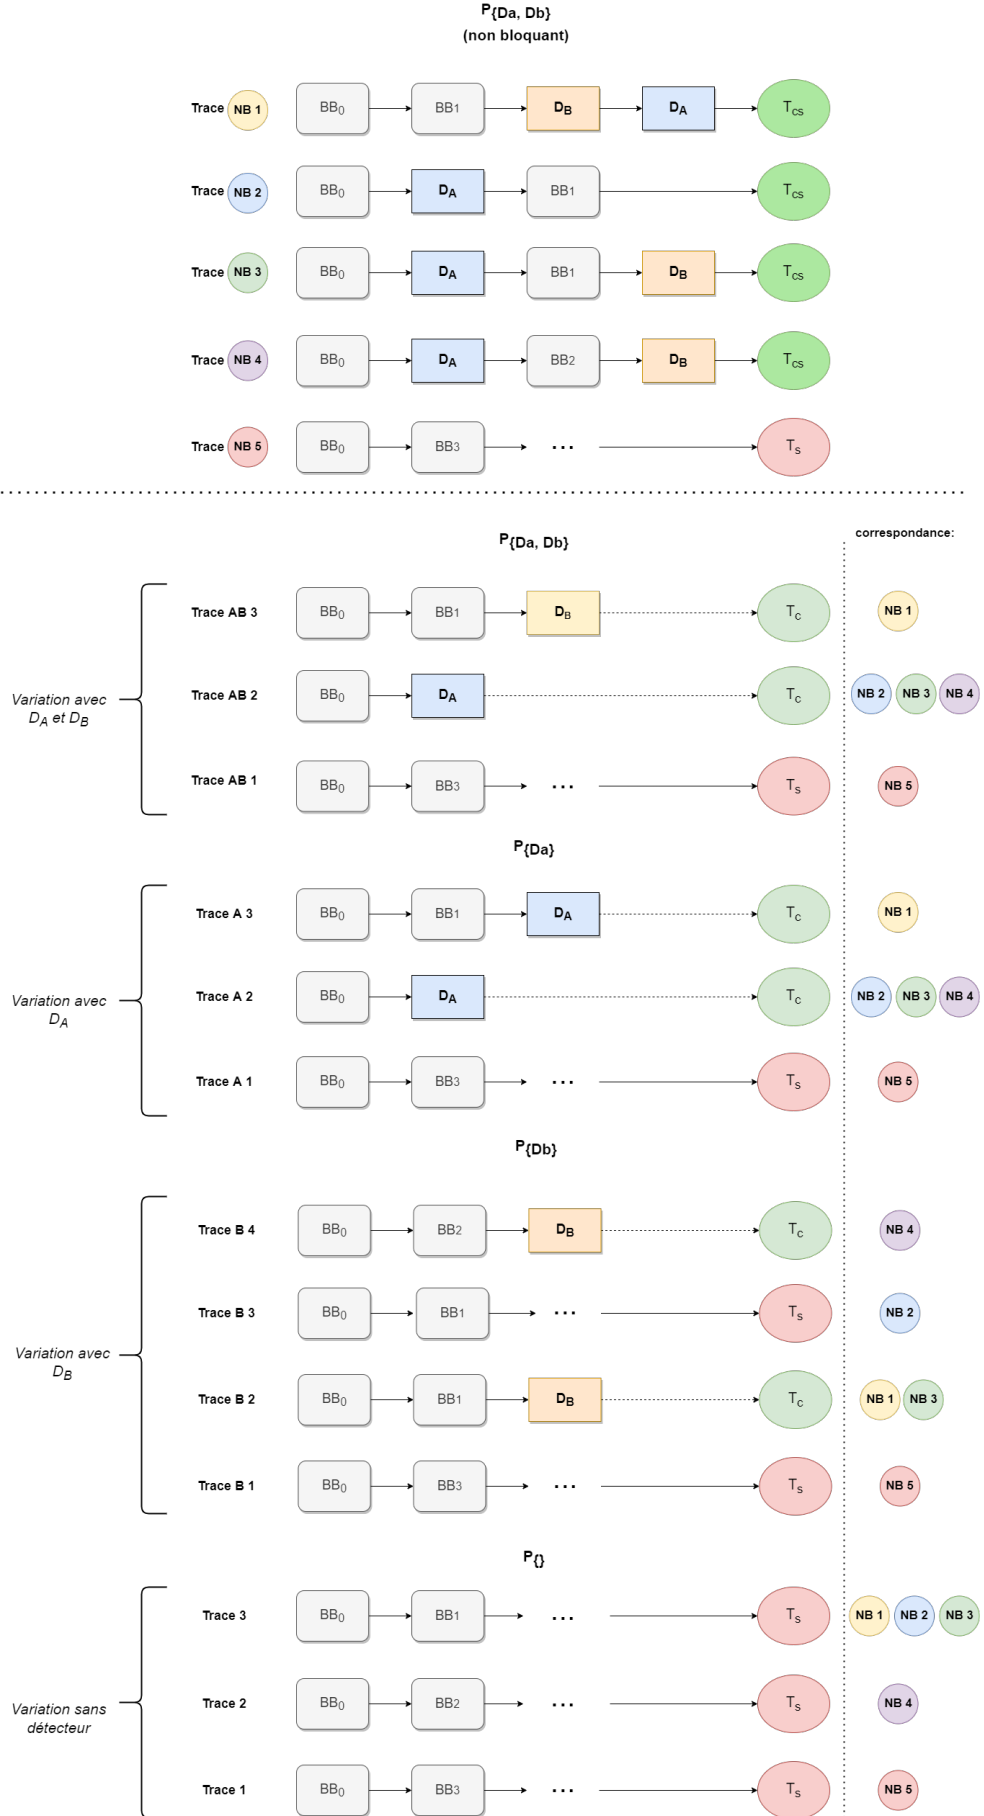 P{Da, Db}
(non bloquant)
Trace NB 1 BB0 BB1 DB DA Tcs
Trace NB 2 BB0 DA BB1 Tcs
Trace NB 3 BB0 DA BB1 DB Tcs
Trace NB 4 BB0 DA BB2 DB Tcs
Trace NB 5 BB0 BB3 ... Ts
P{Da, Db}
correspondance:
Trace AB 3 BB0 BB1 DB Tc NB 1
Variation avec
DA et DB
Trace AB 2 BB0 DA Tc NB 2 NB 3 NB 4
Trace AB 1 BB0 BB3 ... Ts NB 5
P{Da}
Trace A 3 BB0 BB1 DA Tc NB 1
Variation avec
DA
Trace A 2 BB0 DA Tc NB 2 NB 3 NB 4
Trace A 1 BB0 BB3 ... Ts NB 5
P{Db}
Trace B 4 BB0 BB2 DB Tc NB 4
Trace B 3 BB0 BB1 ... Ts NB 2
Variation avec
DB
Trace B 2 BB0 BB1 DB Tc NB 1 NB 3
Trace B 1 BB0 BB3 ... Ts NB 5
P{}
Trace 3 BB0 BB1 ... Ts NB 1 NB 2 NB 3
Variation sans
détecteur
Trace 2 BB0 BB2 ... Ts NB 4
Trace 1 BB0 BB3 ... Ts NB 5